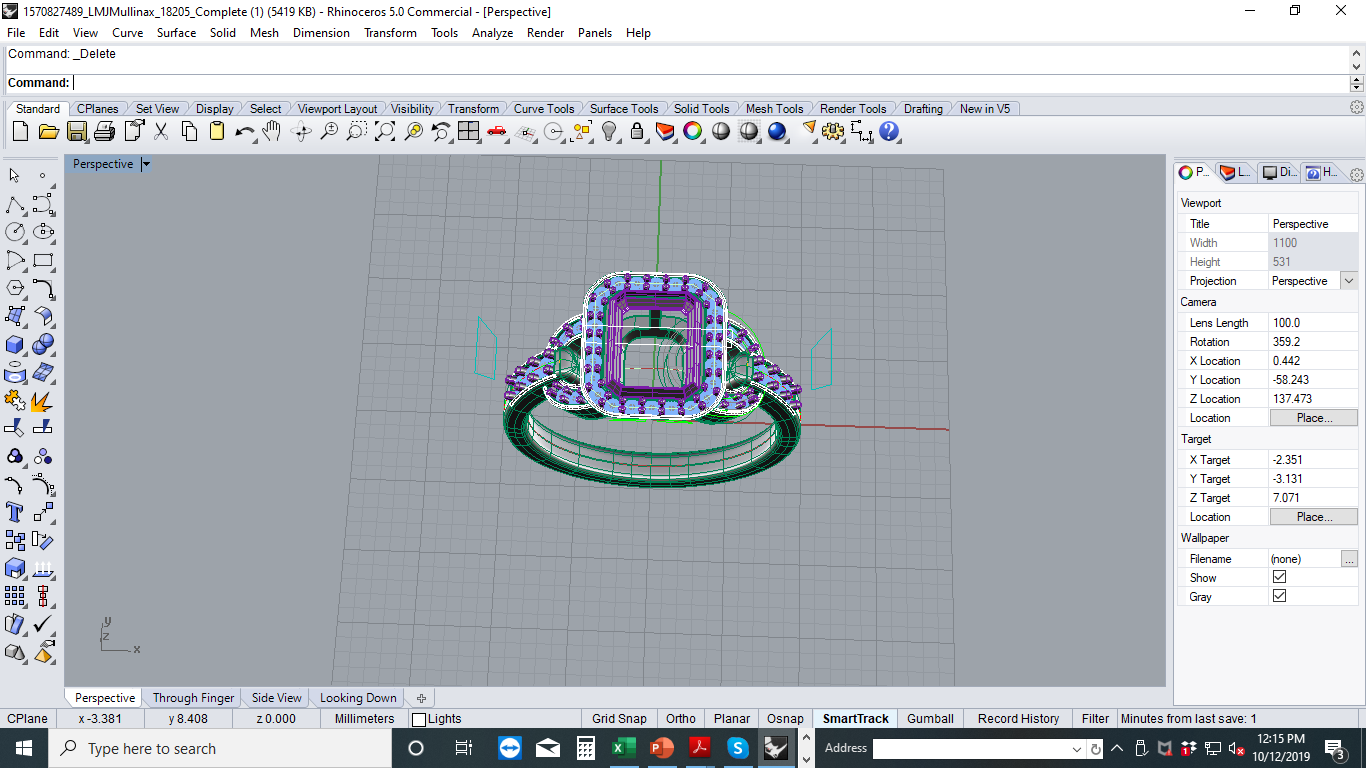 1570827489_LMJMullinax_18205_Complete (1) (5419 KB) - Rhinoceros 5.0 Commercial - [Perspective]
File Edit View Curve Surface Solid Mesh Dimension Transform Tools Analyze Render Panels Help
Command: _Delete
Command:
Standard CPlanes Set View Display Select Viewport Layout Visibility Transform Curve Tools Surface Tools Solid Tools Mesh Tools Render Tools Drafting New in V5
Perspective
P... L... Di... H...
Viewport
Title Perspective
Width 1100
Height 531
Projection Perspective
Camera
Lens Length 100.0
Rotation 359.2
X Location 0.442
Y Location -58.243
Z Location 137.473
Location Place...
Target
X Target -2.351
Y Target -3.131
Z Target 7.071
Location Place...
Wallpaper
Filename (none) ...
Show
Gray
y
z
x
Perspective Through Finger Side View Looking Down
CPlane x -3.381 y 8.408 z 0.000 Millimeters Lights Grid Snap Ortho Planar Osnap SmartTrack Gumball Record History Filter Minutes from last save: 1
Type here to search
Address
12:15 PM
10/12/2019
3